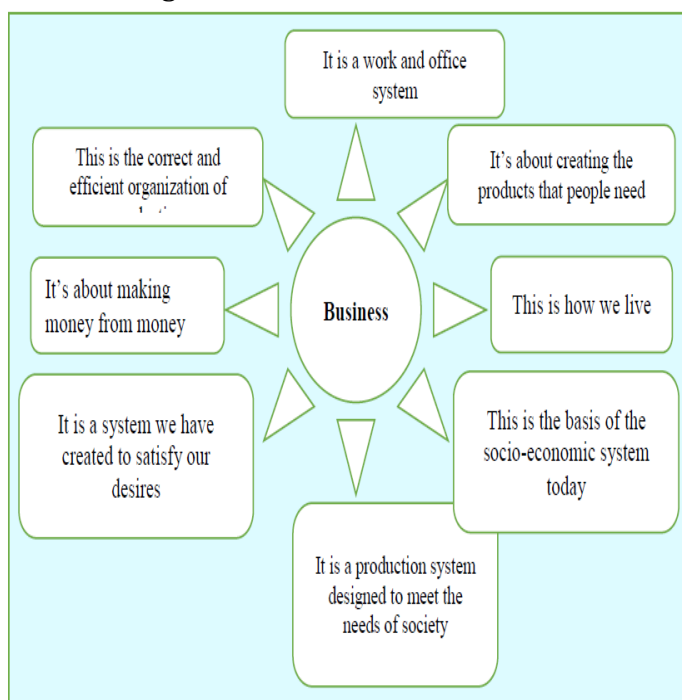 It is a work and office
system
This is the correct and
efficient organization of
It's about creating the
products that people need
It's about making
money from money
Business
This is how we live
It is a system we have
created to satisfy our
desires
This is the basis of the
socio-economic system
today
It is a production system
designed to meet the
needs of society